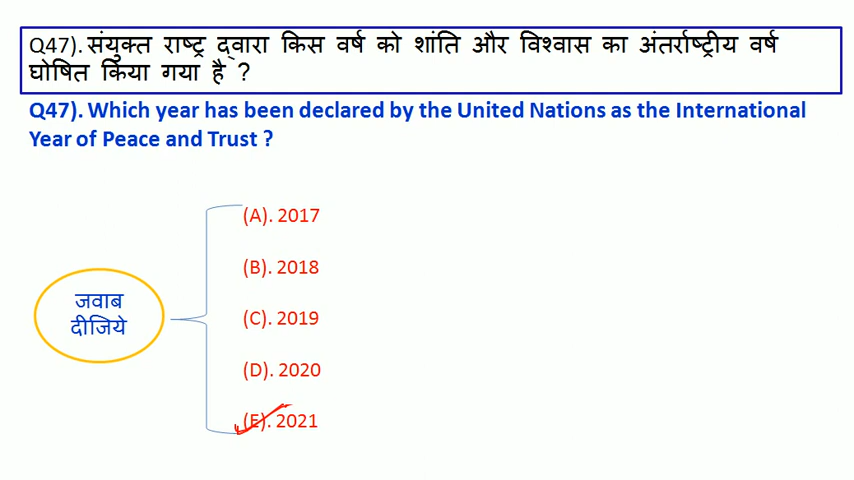 Q47). संयुक्त राष्ट्र द्वारा किस वर्ष को शांति और विश्वास का अंतर्राष्ट्रीय वर्ष
घोषित किया गया है ?
Q47). Which year has been declared by the United Nations as the International
Year of Peace and Trust ?
(A). 2017
(B). 2018
जवाब
दीजिये
(C). 2019
(D). 2020
(E). 2021